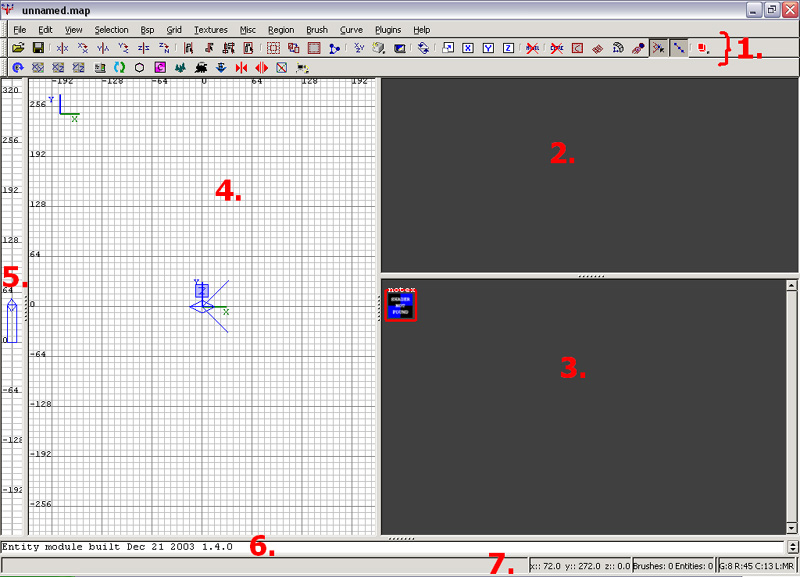 unnamed.map
File Edit View Selection Bsp Grid Textures Misc Region Brush Curve Plugins Help
1.
-192 -128 -64 0 64 128 192
320
256
192
128
64
0
-64
-128
-192
Y
X
256
192
128
64
0
-64
-128
-192
-256
4.
5.
Y
Z
X
2.
notex
SHADER
NOT
FOUND
3.
Entity module built Dec 21 2003 1.4.0
6.
7.
x:: 72.0 y:: 272.0 z:: 0.0 Brushes: 0 Entities: 0 G:8 R:45 C:13 L:MR